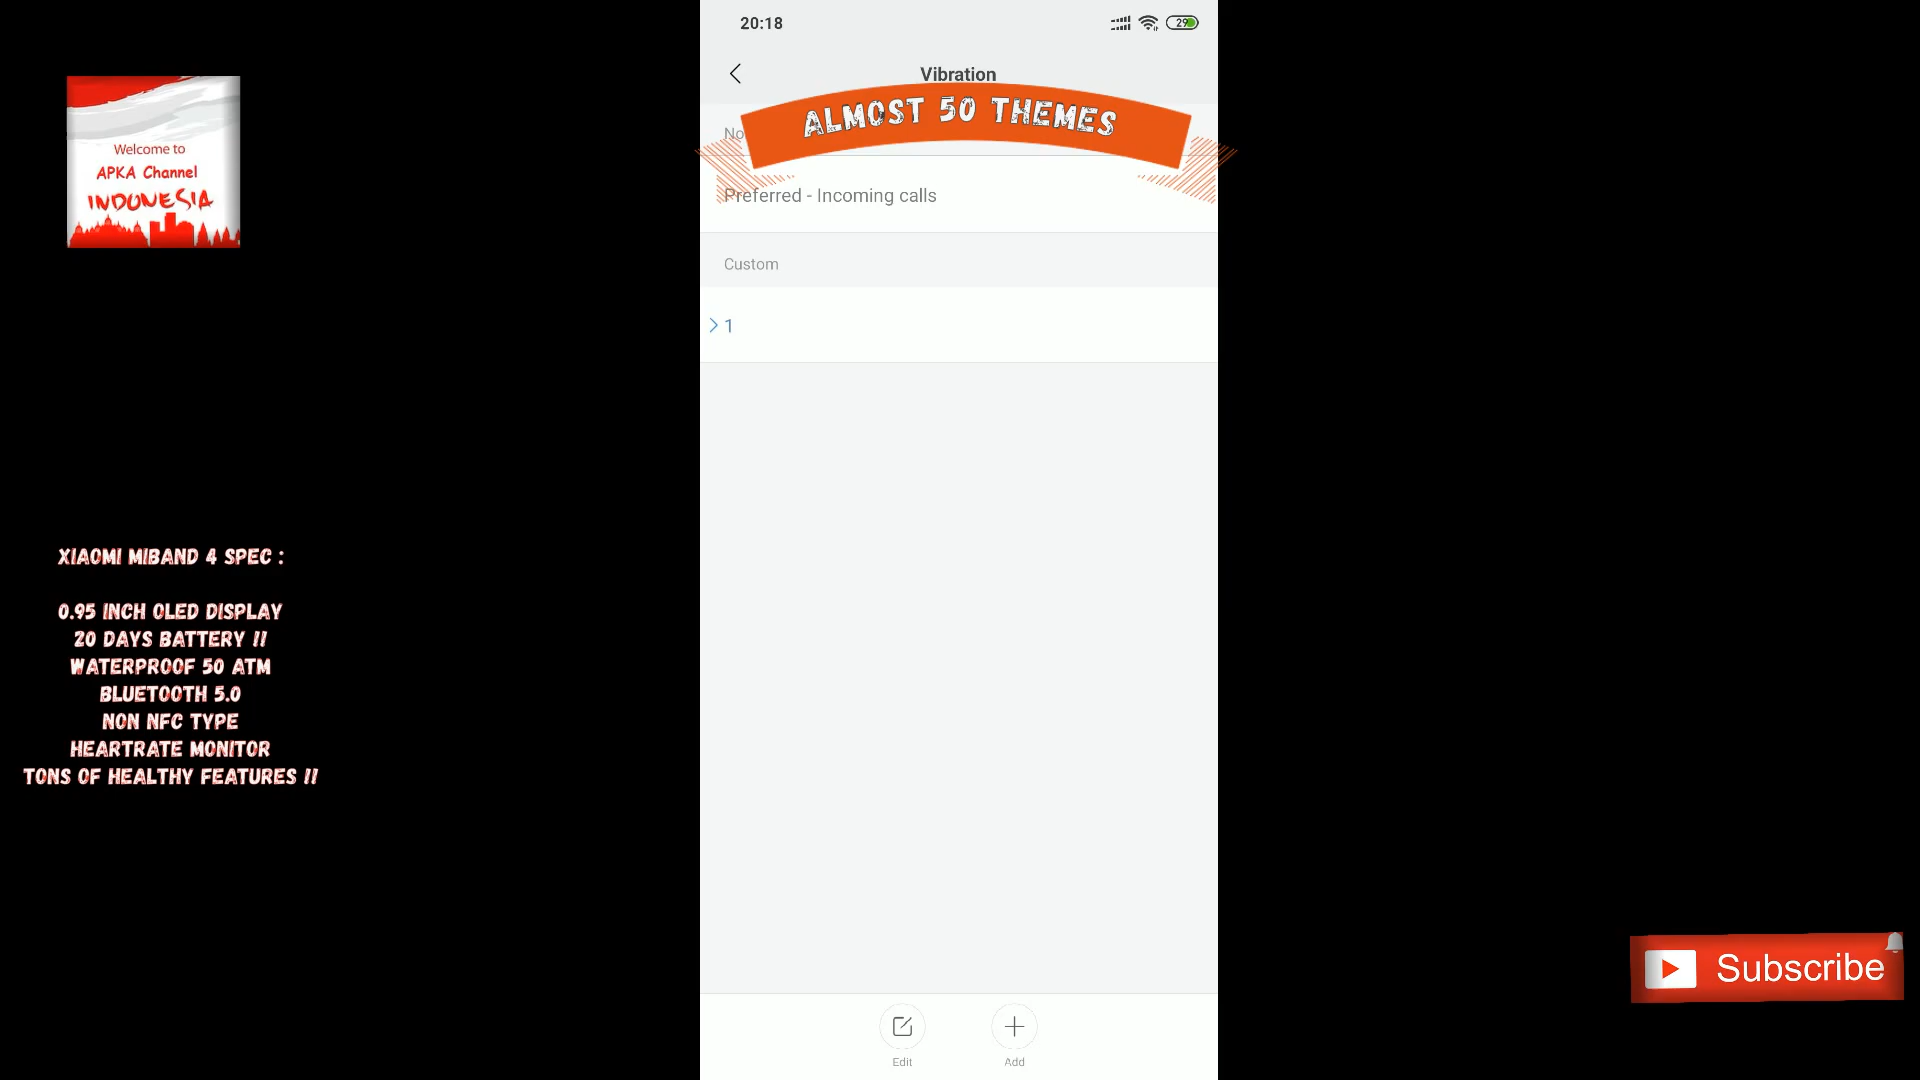 20:18
29
Vibration
ALMOST 50 THEMES
No
Preferred - Incoming calls
Custom
1
Edit
Add
Welcome to
APKA Channel
INDONESIA
XIAOMI MIBAND 4 SPEC :
0.95 INCH OLED DISPLAY
20 DAYS BATTERY !!
WATERPROOF 50 ATM
BLUETOOTH 5.0
NON NFC TYPE
HEARTRATE MONITOR
TONS OF HEALTHY FEATURES !!
Subscribe